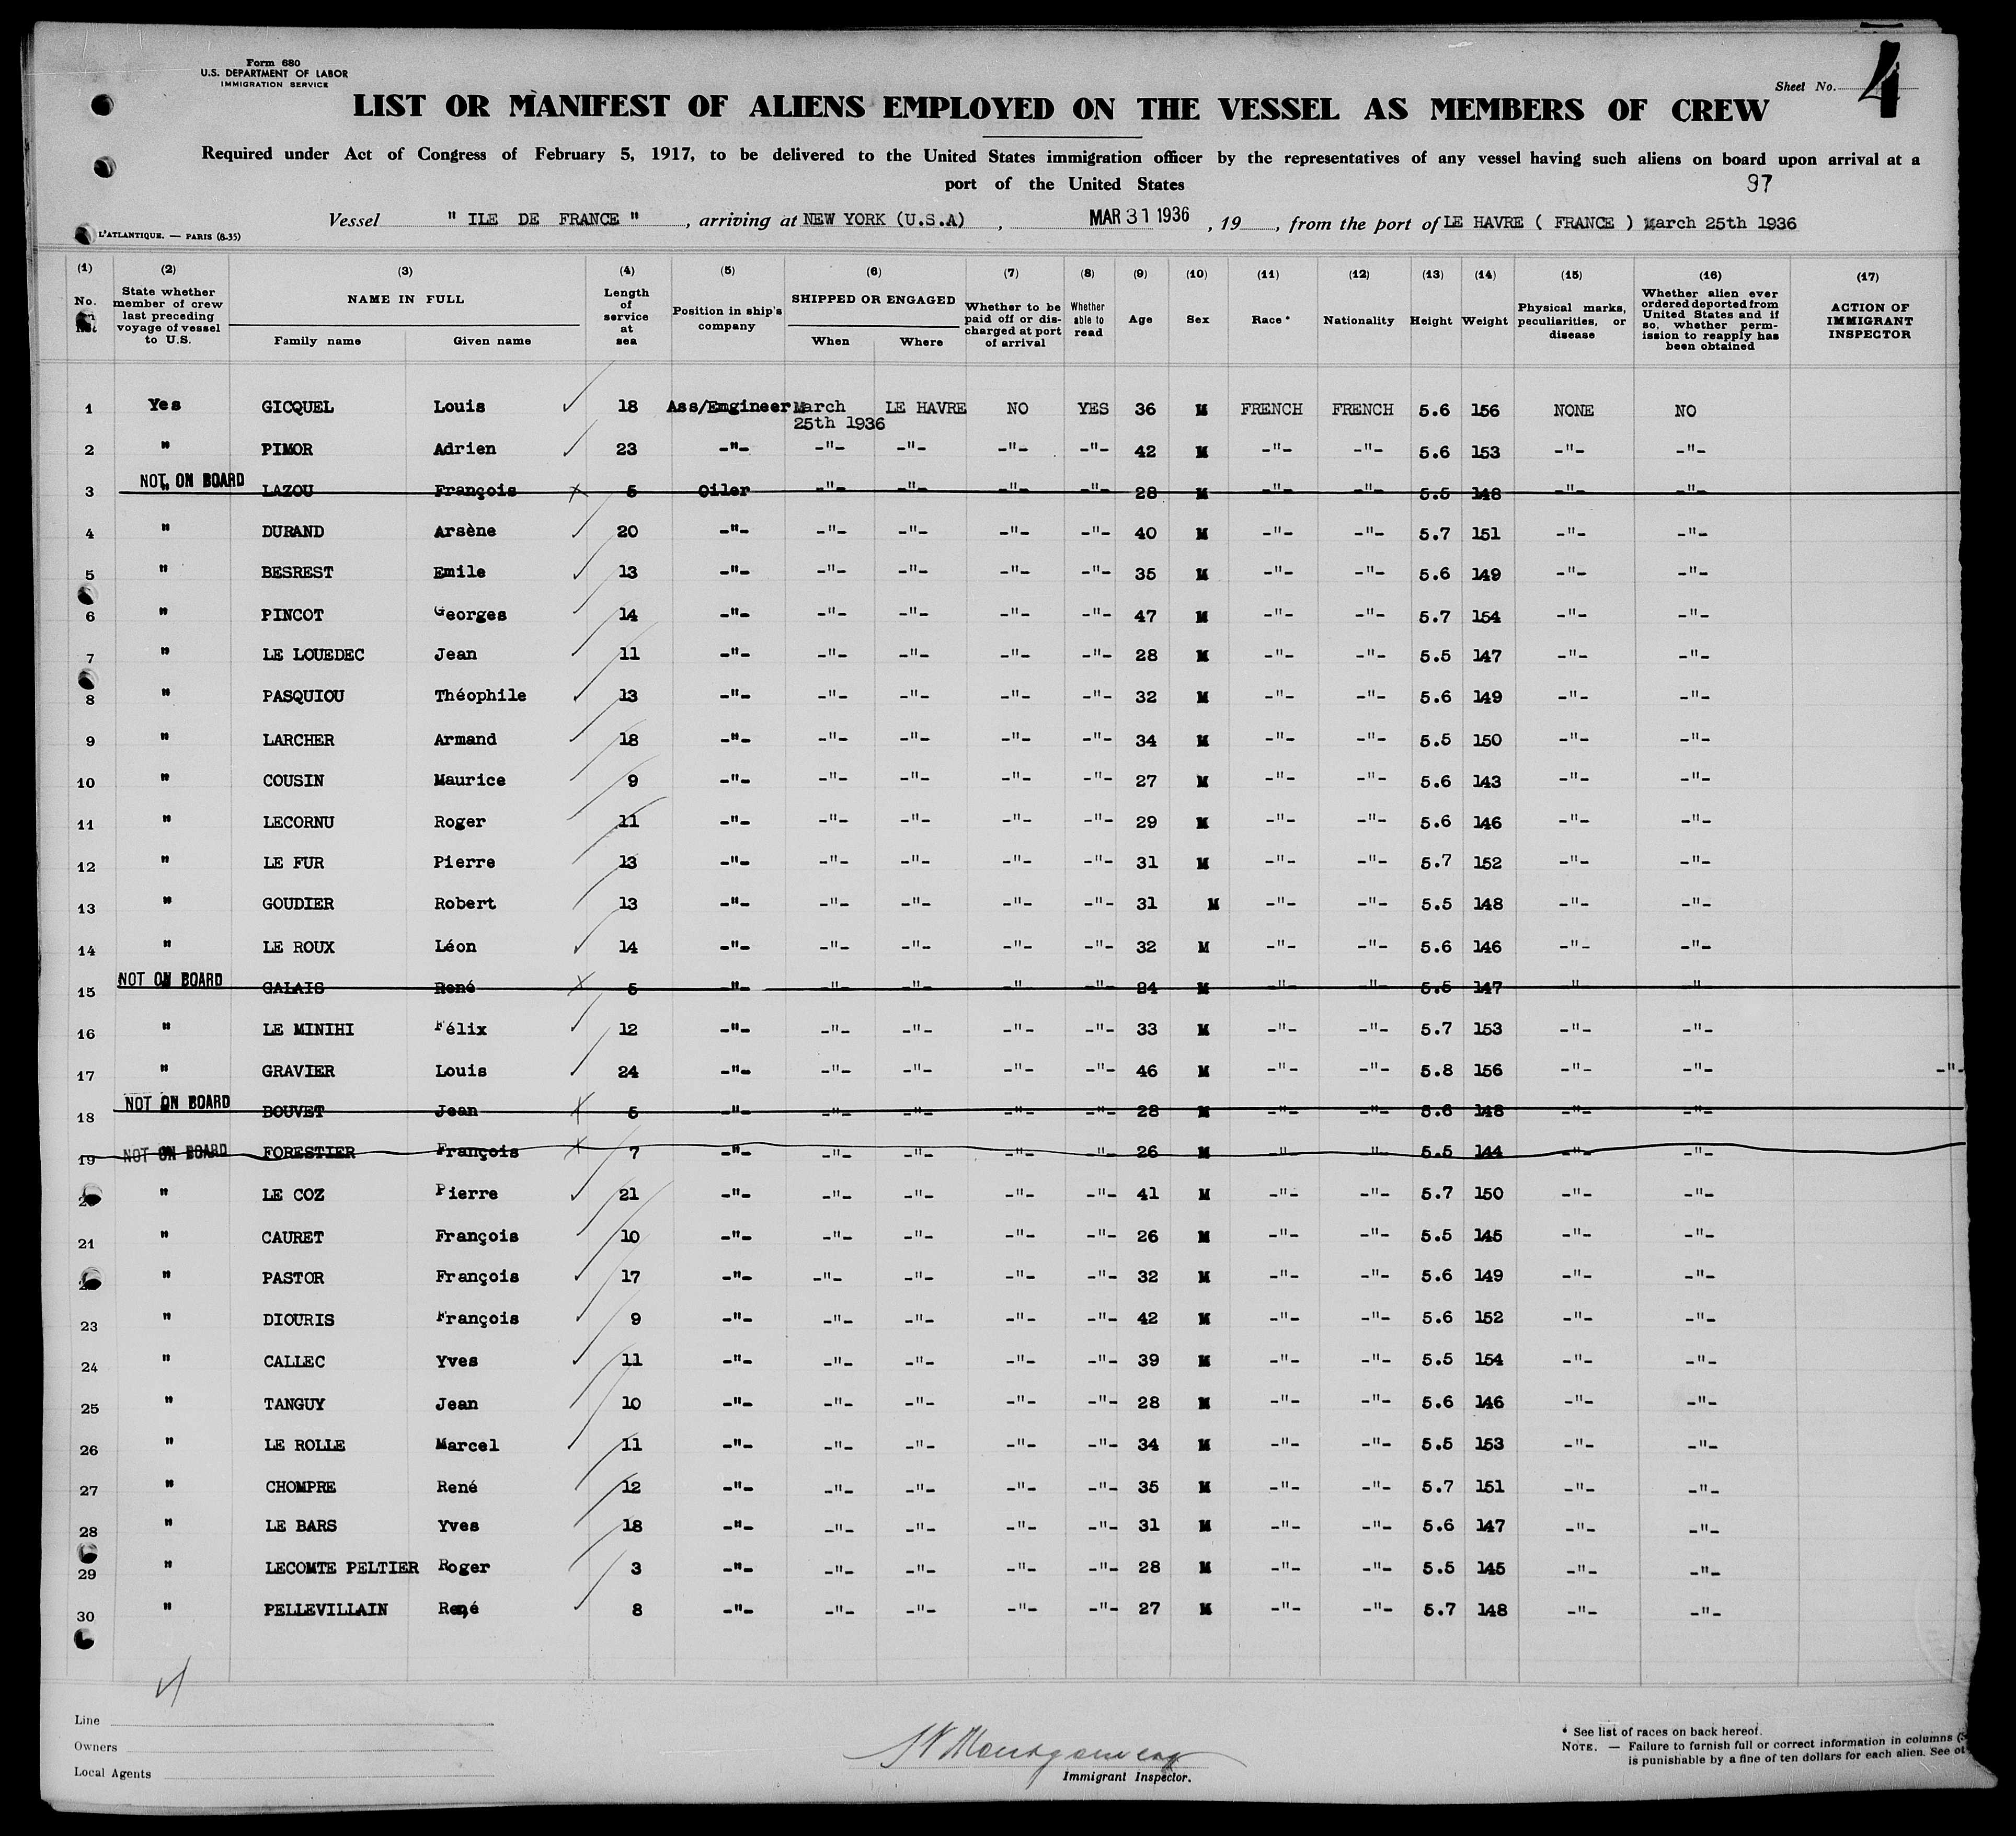 Form 680
U.S. DEPARTMENT OF LABOR
IMMIGRATION SERVICE
Sheet No. 4
LIST OR MANIFEST OF ALIENS EMPLOYED ON THE VESSEL AS MEMBERS OF CREW
Required under Act of Congress of February 5, 1917, to be delivered to the United States immigration officer by the representatives of any vessel having such aliens on board upon arrival at a
port of the United States
97
Vessel " ILE DE FRANCE ", arriving at NEW YORK (U.S.A), MAR 31 1936, 19 , from the port of LE HAVRE ( FRANCE ) March 25th 1936
L'ATLANTIQUE. — PARIS (8-35)
(1) (2) (3) (4) (5) (6) (7) (8) (9) (10) (11) (12) (13) (14) (15) (16) (17)
No. on list
State whether member of crew last preceding voyage of vessel to U.S.
NAME IN FULL
Family name Given name
Length of service at sea
Position in ship's company
SHIPPED OR ENGAGED
When Where
Whether to be paid off or discharged at port of arrival
Whether able to read
Age
Sex
Race *
Nationality
Height
Weight
Physical marks, peculiarities, or disease
Whether alien ever ordered deported from United States and if so, whether permission to reapply has been obtained
ACTION OF IMMIGRANT INSPECTOR
1 Yes GICQUEL Louis 18 Ass/Engineer March 25th 1936 LE HAVRE NO YES 36 M FRENCH FRENCH 5.6 156 NONE NO
2 " PIMOR Adrien 23 -"- -"- -"- -"- -"- 42 M -"- -"- 5.6 153 -"- -"-
3 NOT ON BOARD " LAZOU François 5 Oiler -"- -"- -"- -"- 28 M -"- -"- 5.5 148 -"- -"-
4 " DURAND Arsène 20 -"- -"- -"- -"- -"- 40 M -"- -"- 5.7 151 -"- -"-
5 " BESREST Emile 13 -"- -"- -"- -"- -"- 35 M -"- -"- 5.6 149 -"- -"-
6 " PINCOT Georges 14 -"- -"- -"- -"- -"- 47 M -"- -"- 5.7 154 -"- -"-
7 " LE LOUEDEC Jean 11 -"- -"- -"- -"- -"- 28 M -"- -"- 5.5 147 -"- -"-
8 " PASQUIOU Théophile 13 -"- -"- -"- -"- -"- 32 M -"- -"- 5.6 149 -"- -"-
9 " LARCHER Armand 18 -"- -"- -"- -"- -"- 34 M -"- -"- 5.5 150 -"- -"-
10 " COUSIN Maurice 9 -"- -"- -"- -"- -"- 27 M -"- -"- 5.6 143 -"- -"-
11 " LECORNU Roger 11 -"- -"- -"- -"- -"- 29 M -"- -"- 5.6 146 -"- -"-
12 " LE FUR Pierre 13 -"- -"- -"- -"- -"- 31 M -"- -"- 5.7 152 -"- -"-
13 " GOUDIER Robert 13 -"- -"- -"- -"- -"- 31 M -"- -"- 5.5 148 -"- -"-
14 " LE ROUX Léon 14 -"- -"- -"- -"- -"- 32 M -"- -"- 5.6 146 -"- -"-
15 NOT ON BOARD GALAIS René 5 -"- -"- -"- -"- -"- 24 M -"- -"- 5.5 147 -"- -"-
16 " LE MINIHI Félix 12 -"- -"- -"- -"- -"- 33 M -"- -"- 5.7 153 -"- -"-
17 " GRAVIER Louis 24 -"- -"- -"- -"- -"- 46 M -"- -"- 5.8 156 -"- -"- -"-
18 NOT ON BOARD BOUVET Jean 5 -"- -"- -"- -"- -"- 28 M -"- -"- 5.6 148 -"- -"-
19 NOT ON BOARD FORESTIER François 7 -"- -"- -"- -"- -"- 26 M -"- -"- 5.5 144 -"- -"-
" LE COZ Pierre 21 -"- -"- -"- -"- -"- 41 M -"- -"- 5.7 150 -"- -"-
21 " CAURET François 10 -"- -"- -"- -"- -"- 26 M -"- -"- 5.5 145 -"- -"-
" PASTOR François 17 -"- -"- -"- -"- -"- 32 M -"- -"- 5.6 149 -"- -"-
23 " DIOURIS François 9 -"- -"- -"- -"- -"- 42 M -"- -"- 5.6 152 -"- -"-
24 " CALLEC Yves 11 -"- -"- -"- -"- -"- 39 M -"- -"- 5.5 154 -"- -"-
25 " TANGUY Jean 10 -"- -"- -"- -"- -"- 28 M -"- -"- 5.6 146 -"- -"-
26 " LE ROLLE Marcel 11 -"- -"- -"- -"- -"- 34 M -"- -"- 5.5 153 -"- -"-
27 " CHOMPRE René 12 -"- -"- -"- -"- -"- 35 M -"- -"- 5.7 151 -"- -"-
28 " LE BARS Yves 18 -"- -"- -"- -"- -"- 31 M -"- -"- 5.6 147 -"- -"-
29 " LECOMTE PELTIER Roger 3 -"- -"- -"- -"- -"- 28 M -"- -"- 5.5 145 -"- -"-
30 " PELLEVILLAIN René 8 -"- -"- -"- -"- -"- 27 M -"- -"- 5.7 148 -"- -"-
Line
Owners
Local Agents
Montgomery
Immigrant Inspector.
* See list of races on back hereof.
NOTE. — Failure to furnish full or correct information in columns
is punishable by a fine of ten dollars for each alien. See